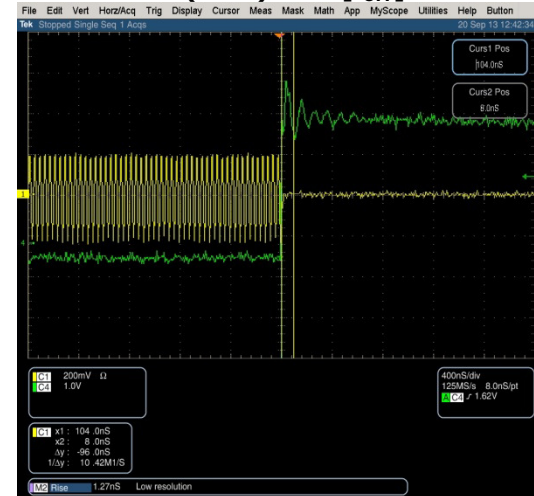 File Edit Vert Horz/Acq Trig Display Cursor Meas Mask Math App MyScope Utilities Help Button
Tek Stopped Single Seq 1 Acqs 20 Sep 13 12:42:34
Curs1 Pos
104.0nS
Curs2 Pos
8.0nS
1
4
C1 200mV Ω
C4 1.0V
400nS/div
125MS/s 8.0nS/pt
A C4 ƒ 1.62V
C1 x1 : 104 .0nS
x2 : 8 .0nS
Δy : -96 .0nS
1/Δy : 10 .42M1/S
M2 Rise 1.27nS Low resolution